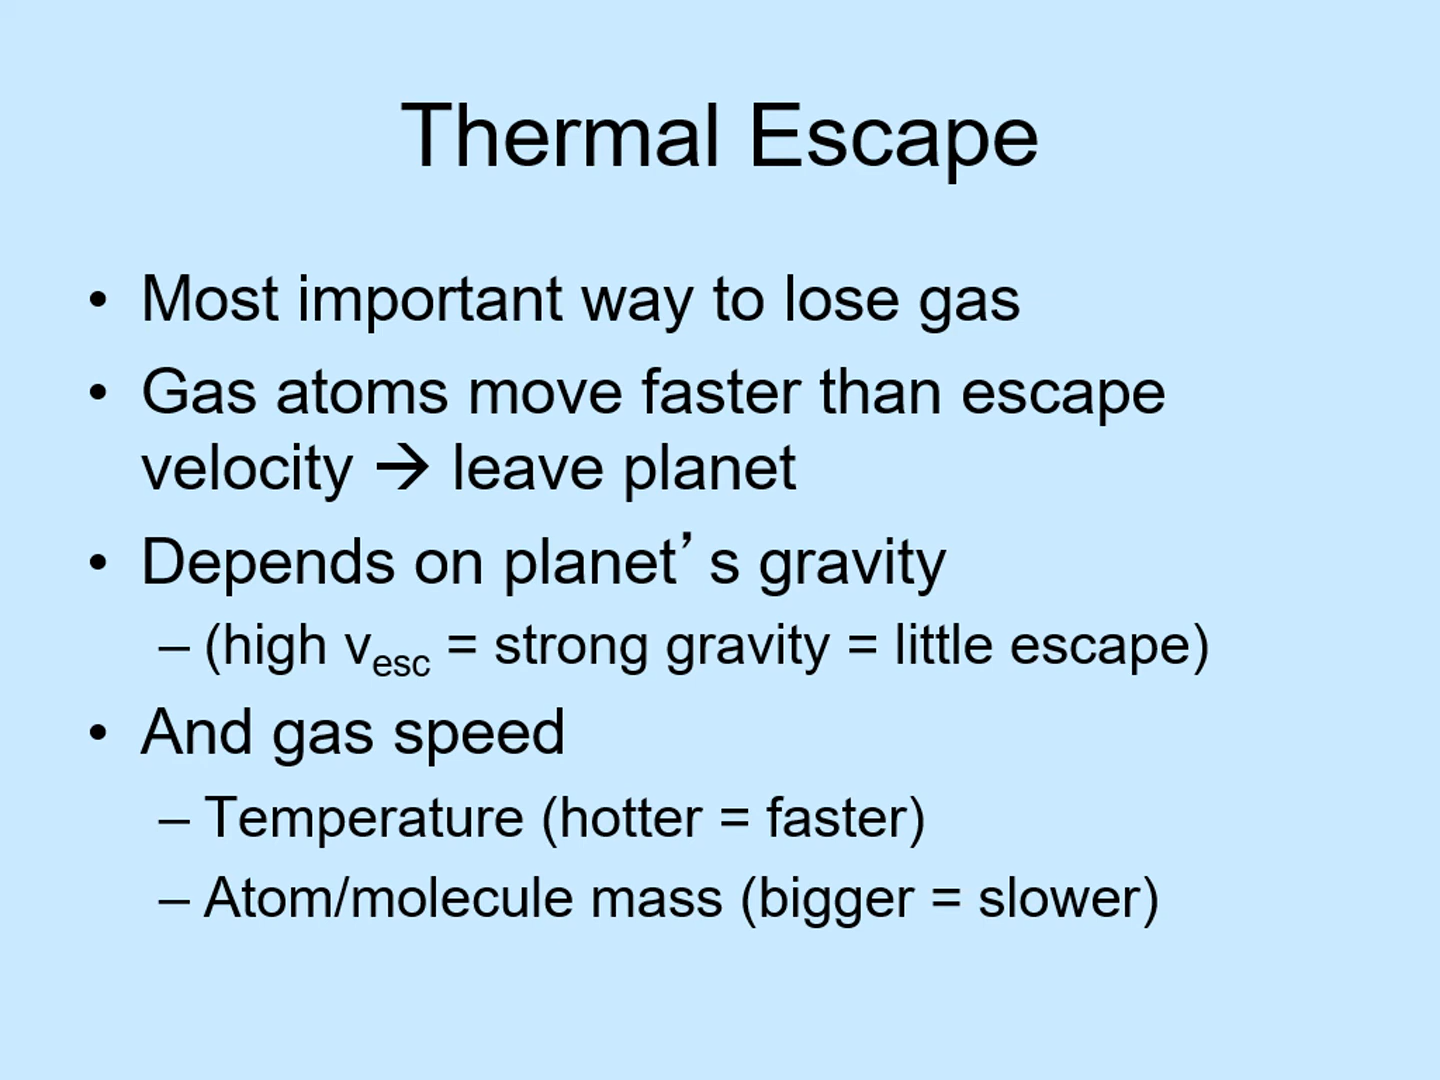 Thermal Escape
• Most important way to lose gas
• Gas atoms move faster than escape
velocity → leave planet
• Depends on planet’s gravity
– (high vesc = strong gravity = little escape)
• And gas speed
– Temperature (hotter = faster)
– Atom/molecule mass (bigger = slower)